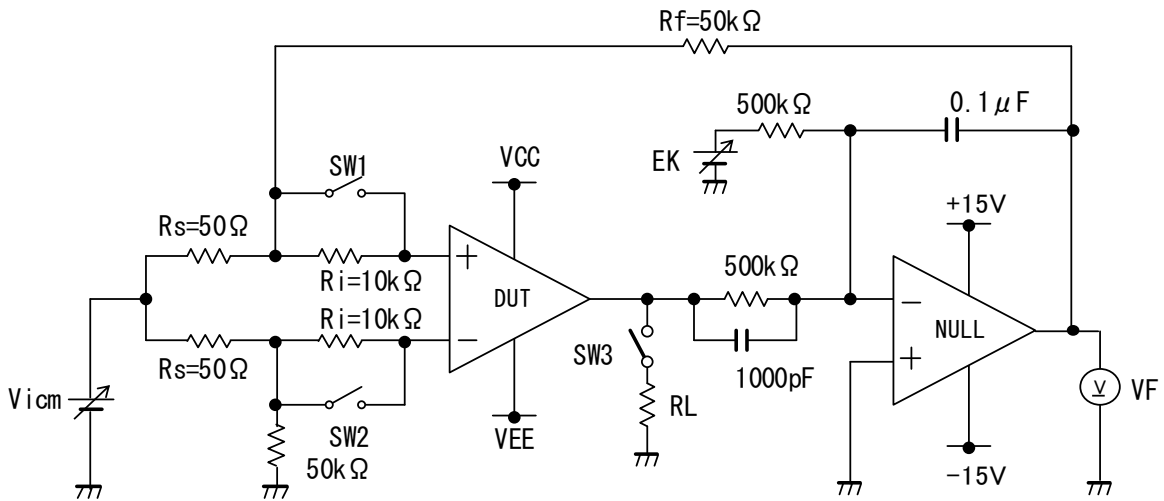 Rf=50kΩ
500kΩ
0.1μF
EK
SW1
VCC
+15V
Rs=50Ω
Ri=10kΩ
+
DUT
500kΩ
−
NULL
Ri=10kΩ
−
SW3
+
1000pF
V
VF
Rs=50Ω
Vicm
RL
SW2
VEE
50kΩ
-15V